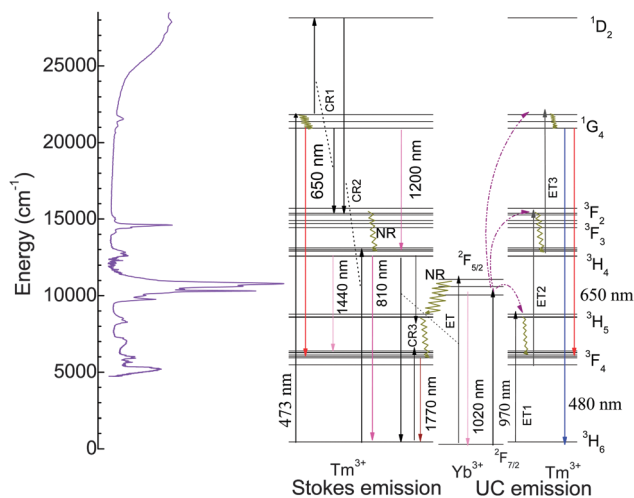 Energy (cm⁻¹)
25000
20000
15000
10000
5000
0
¹D₂
¹G₄
³F₂
³F₃
³H₄
³H₅
³F₄
³H₆
CR1
CR2
CR3
650 nm
1200 nm
NR
1440 nm
810 nm
473 nm
1770 nm
NR
ET
²F₅/₂
1020 nm
970 nm
²F₇/₂
ET1
ET2
ET3
650 nm
480 nm
Tm³⁺
Yb³⁺
Tm³⁺
Stokes emission
UC emission